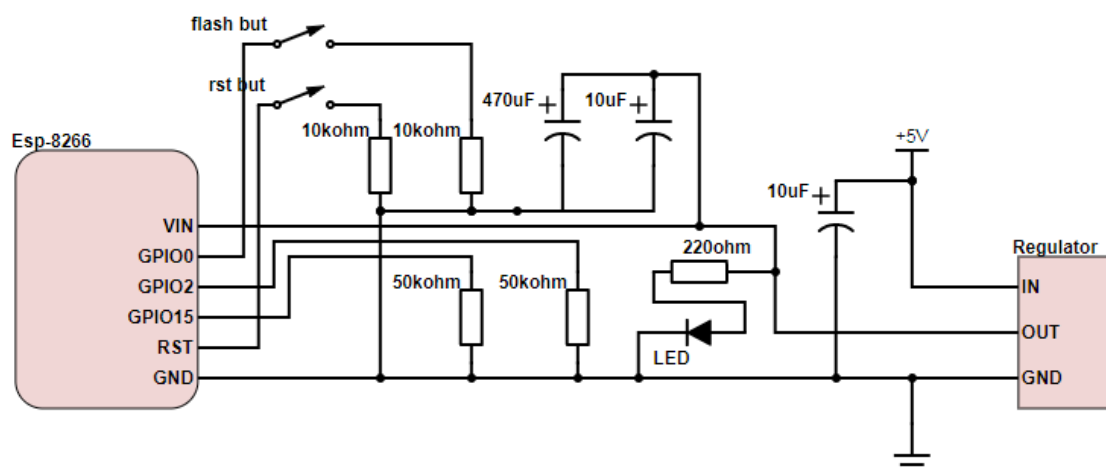 flash but
rst but
470uF +
10uF +
10kohm
10kohm
Esp-8266
+5V
10uF +
VIN
GPIO0
GPIO2
GPIO15
RST
GND
50kohm
50kohm
220ohm
LED
Regulator
IN
OUT
GND